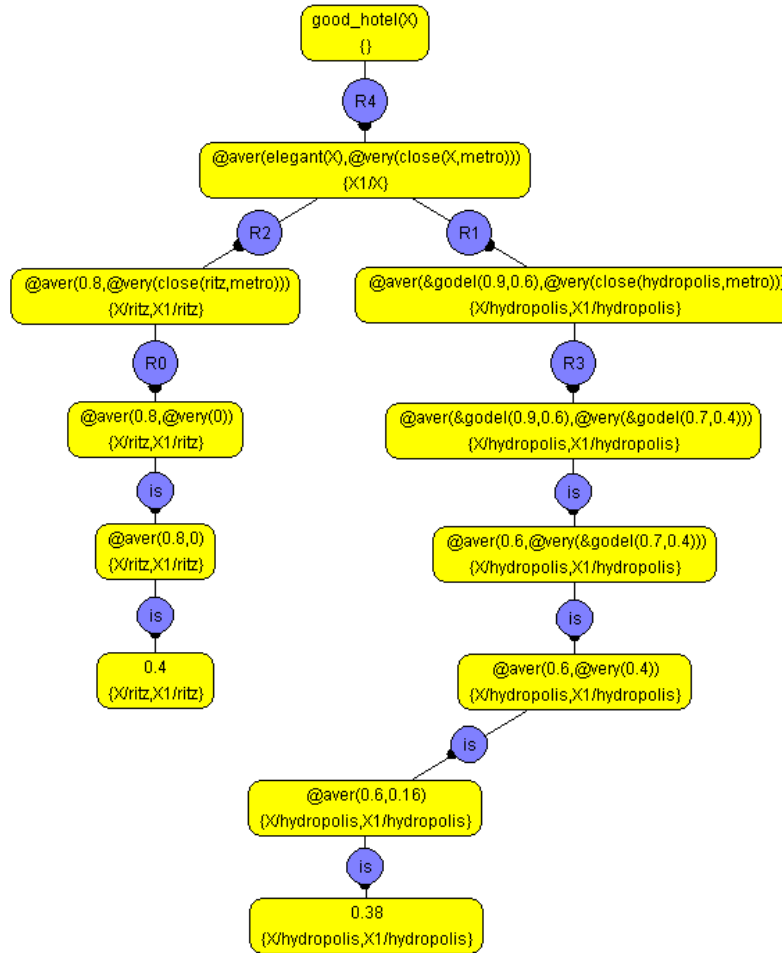 good_hotel(X)
{}
R4
@aver(elegant(X),@very(close(X,metro)))
{X1/X}
R2
R1
@aver(0.8,@very(close(ritz,metro)))
{X/ritz,X1/ritz}
@aver(&godel(0.9,0.6),@very(close(hydropolis,metro)))
{X/hydropolis,X1/hydropolis}
R0
R3
@aver(0.8,@very(0))
{X/ritz,X1/ritz}
@aver(&godel(0.9,0.6),@very(&godel(0.7,0.4)))
{X/hydropolis,X1/hydropolis}
is
is
@aver(0.8,0)
{X/ritz,X1/ritz}
@aver(0.6,@very(&godel(0.7,0.4)))
{X/hydropolis,X1/hydropolis}
is
is
0.4
{X/ritz,X1/ritz}
@aver(0.6,@very(0.4))
{X/hydropolis,X1/hydropolis}
is
@aver(0.6,0.16)
{X/hydropolis,X1/hydropolis}
is
0.38
{X/hydropolis,X1/hydropolis}